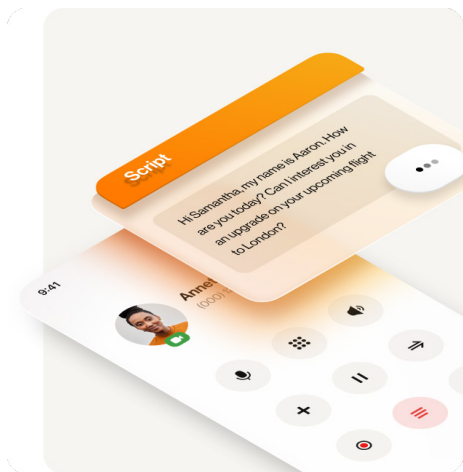 Script
Hi Samantha, my name is Aaron. How
are you today? Can I interest you in
an upgrade on your upcoming flight
to London?
9:41
(000)